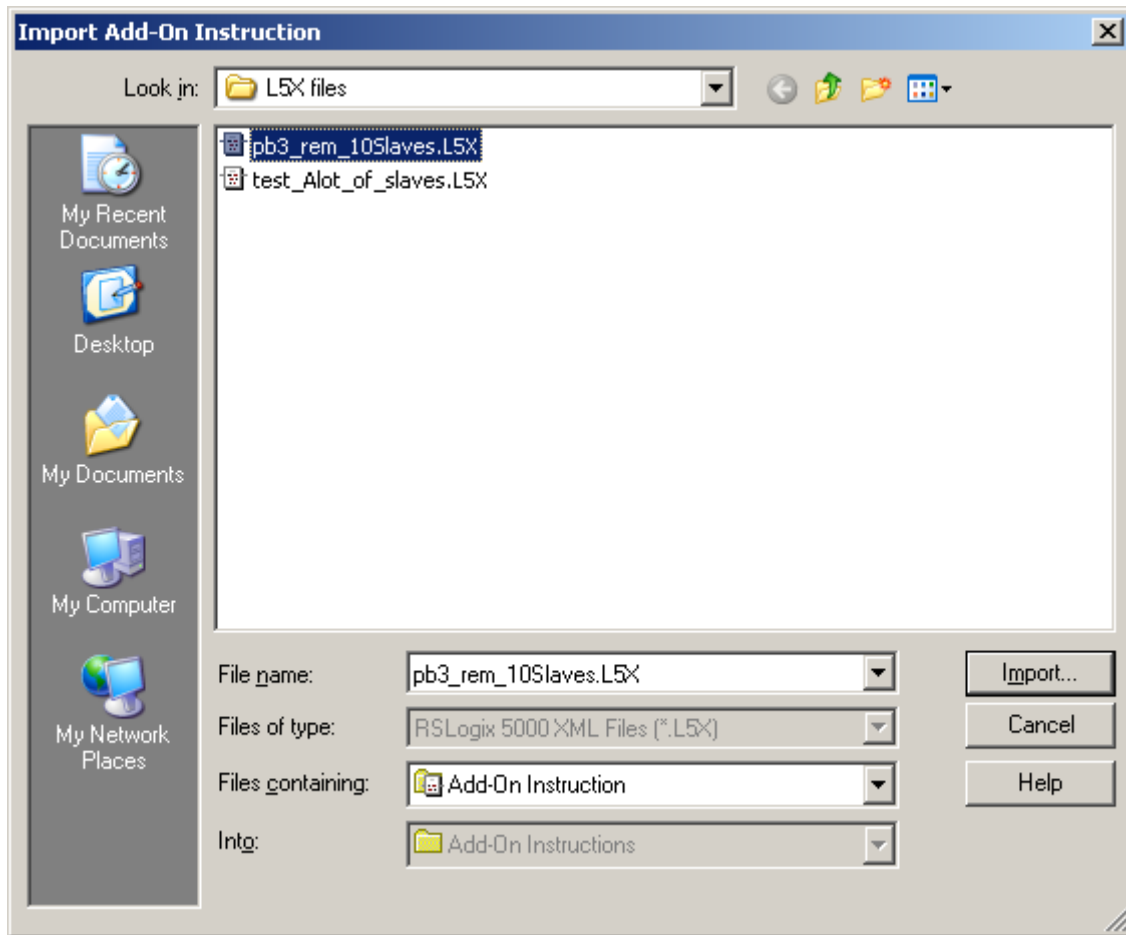 Import Add-On Instruction
Look in:
L5X files
pb3_rem_10Slaves.L5X
test_Alot_of_slaves.L5X
My Recent
Documents
Desktop
My Documents
My Computer
My Network
Places
File name:
pb3_rem_10Slaves.L5X
Import...
Files of type:
RSLogix 5000 XML Files (*.L5X)
Cancel
Files containing:
Add-On Instruction
Help
Into:
Add-On Instructions